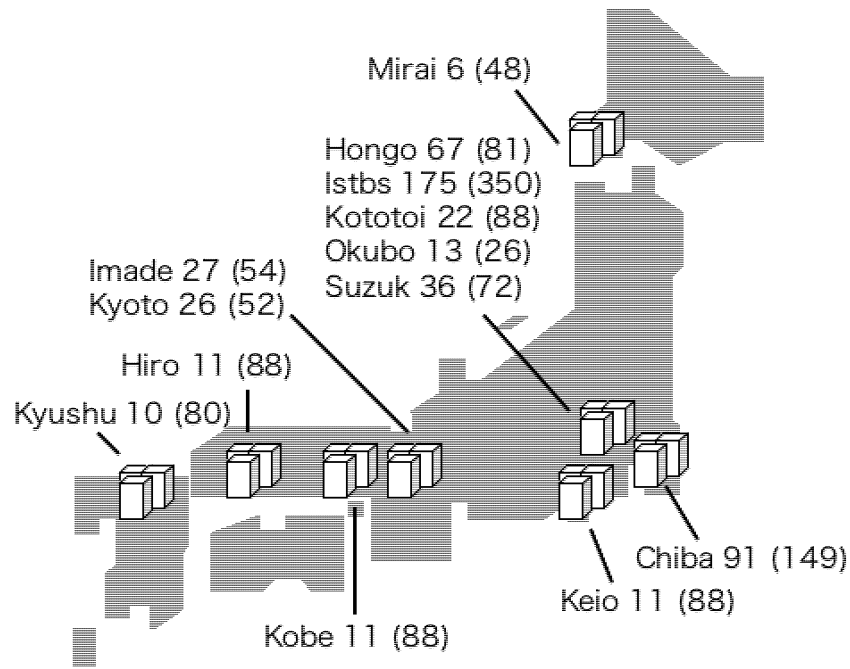 Mirai 6 (48)
Hongo 67 (81)
Istbs 175 (350)
Kototoi 22 (88)
Okubo 13 (26)
Suzuk 36 (72)
Imade 27 (54)
Kyoto 26 (52)
Hiro 11 (88)
Kyushu 10 (80)
Chiba 91 (149)
Keio 11 (88)
Kobe 11 (88)